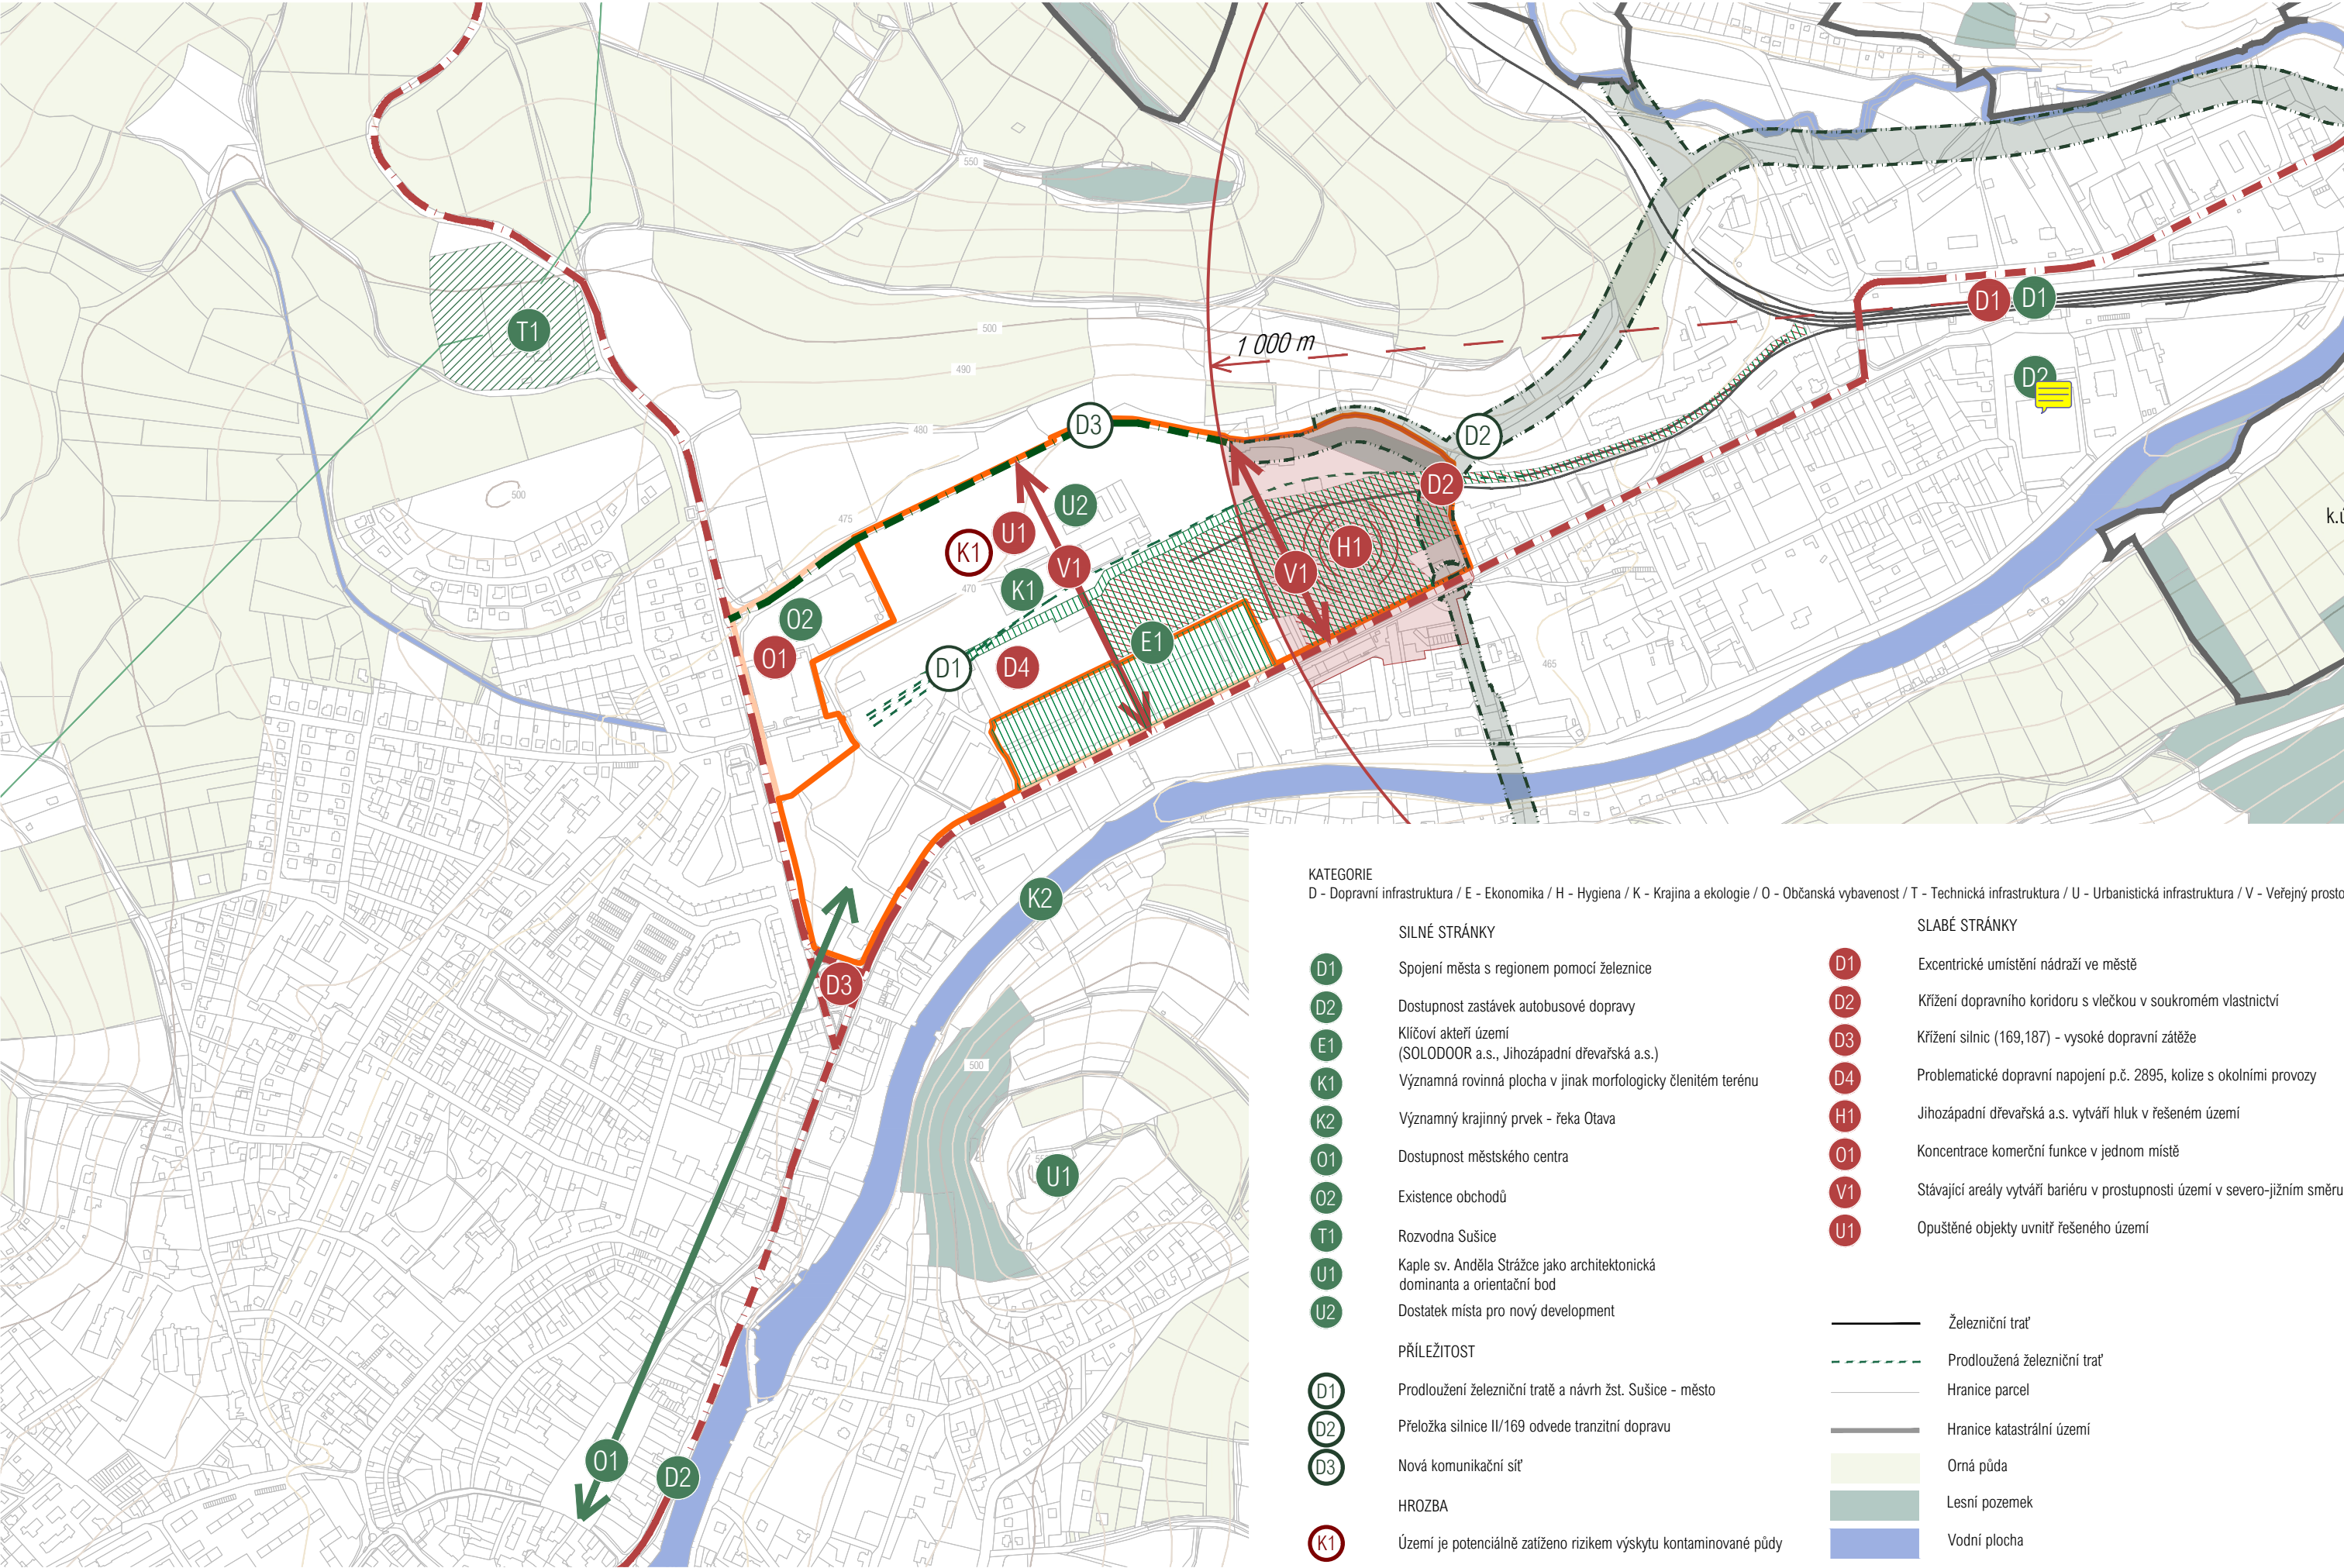 550
500
1 000 m
490
D1
D1
T1
D2
D3
480
D2
D2
500
475
U2
U1
K1
V1
H1
V1
K1
470
O2
E1
O1
D1
D4
465
K2
D3
500
U1
O1
D2
KATEGORIE
D - Dopravní infrastruktura / E - Ekonomika / H - Hygiena / K - Krajina a ekologie / O - Občanská vybavenost / T - Technická infrastruktura / U - Urbanistická infrastruktura / V - Veřejný prosto
SILNÉ STRÁNKY
D1 Spojení města s regionem pomocí železnice
D2 Dostupnost zastávek autobusové dopravy
E1 Klíčoví akteři území
(SOLODOOR a.s., Jihozápadní dřevařská a.s.)
K1 Významná rovinná plocha v jinak morfologicky členitém terénu
K2 Významný krajinný prvek - řeka Otava
O1 Dostupnost městského centra
O2 Existence obchodů
T1 Rozvodna Sušice
U1 Kaple sv. Anděla Strážce jako architektonická
dominanta a orientační bod
U2 Dostatek místa pro nový development
PŘÍLEŽITOST
D1 Prodloužení železniční tratě a návrh žst. Sušice - město
D2 Přeložka silnice II/169 odvede tranzitní dopravu
D3 Nová komunikační síť
HROZBA
K1 Území je potenciálně zatíženo rizikem výskytu kontaminované půdy
SLABÉ STRÁNKY
D1 Excentrické umístění nádraží ve městě
D2 Křížení dopravního koridoru s vlečkou v soukromém vlastnictví
D3 Křížení silnic (169,187) - vysoké dopravní zátěže
D4 Problematické dopravní napojení p.č. 2895, kolize s okolními provozy
H1 Jihozápadní dřevařská a.s. vytváří hluk v řešeném území
O1 Koncentrace komerční funkce v jednom místě
V1 Stávající areály vytváří bariéru v prostupnosti území v severo-jižním směru
U1 Opuštěné objekty uvnitř řešeného území
Železniční trať
Prodloužená železniční trať
Hranice parcel
Hranice katastrální území
Orná půda
Lesní pozemek
Vodní plocha